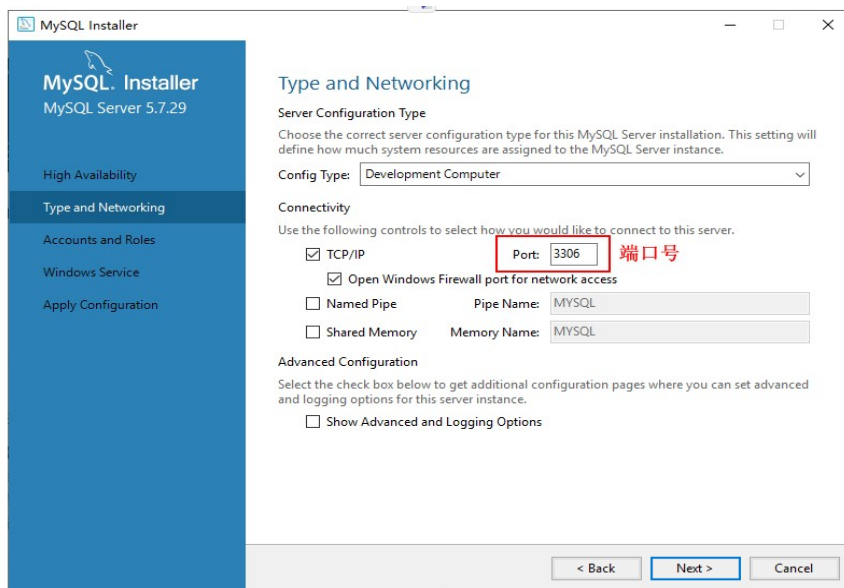 MySQL Installer
MySQL. Installer
MySQL Server 5.7.29
High Availability
Type and Networking
Accounts and Roles
Windows Service
Apply Configuration
Type and Networking
Server Configuration Type
Choose the correct server configuration type for this MySQL Server installation. This setting will
define how much system resources are assigned to the MySQL Server instance.
Config Type: Development Computer
Connectivity
Use the following controls to select how you would like to connect to this server.
TCP/IP Port: 3306 端口号
Open Windows Firewall port for network access
Named Pipe Pipe Name: MYSQL
Shared Memory Memory Name: MYSQL
Advanced Configuration
Select the check box below to get additional configuration pages where you can set advanced
and logging options for this server instance.
Show Advanced and Logging Options
< Back Next > Cancel